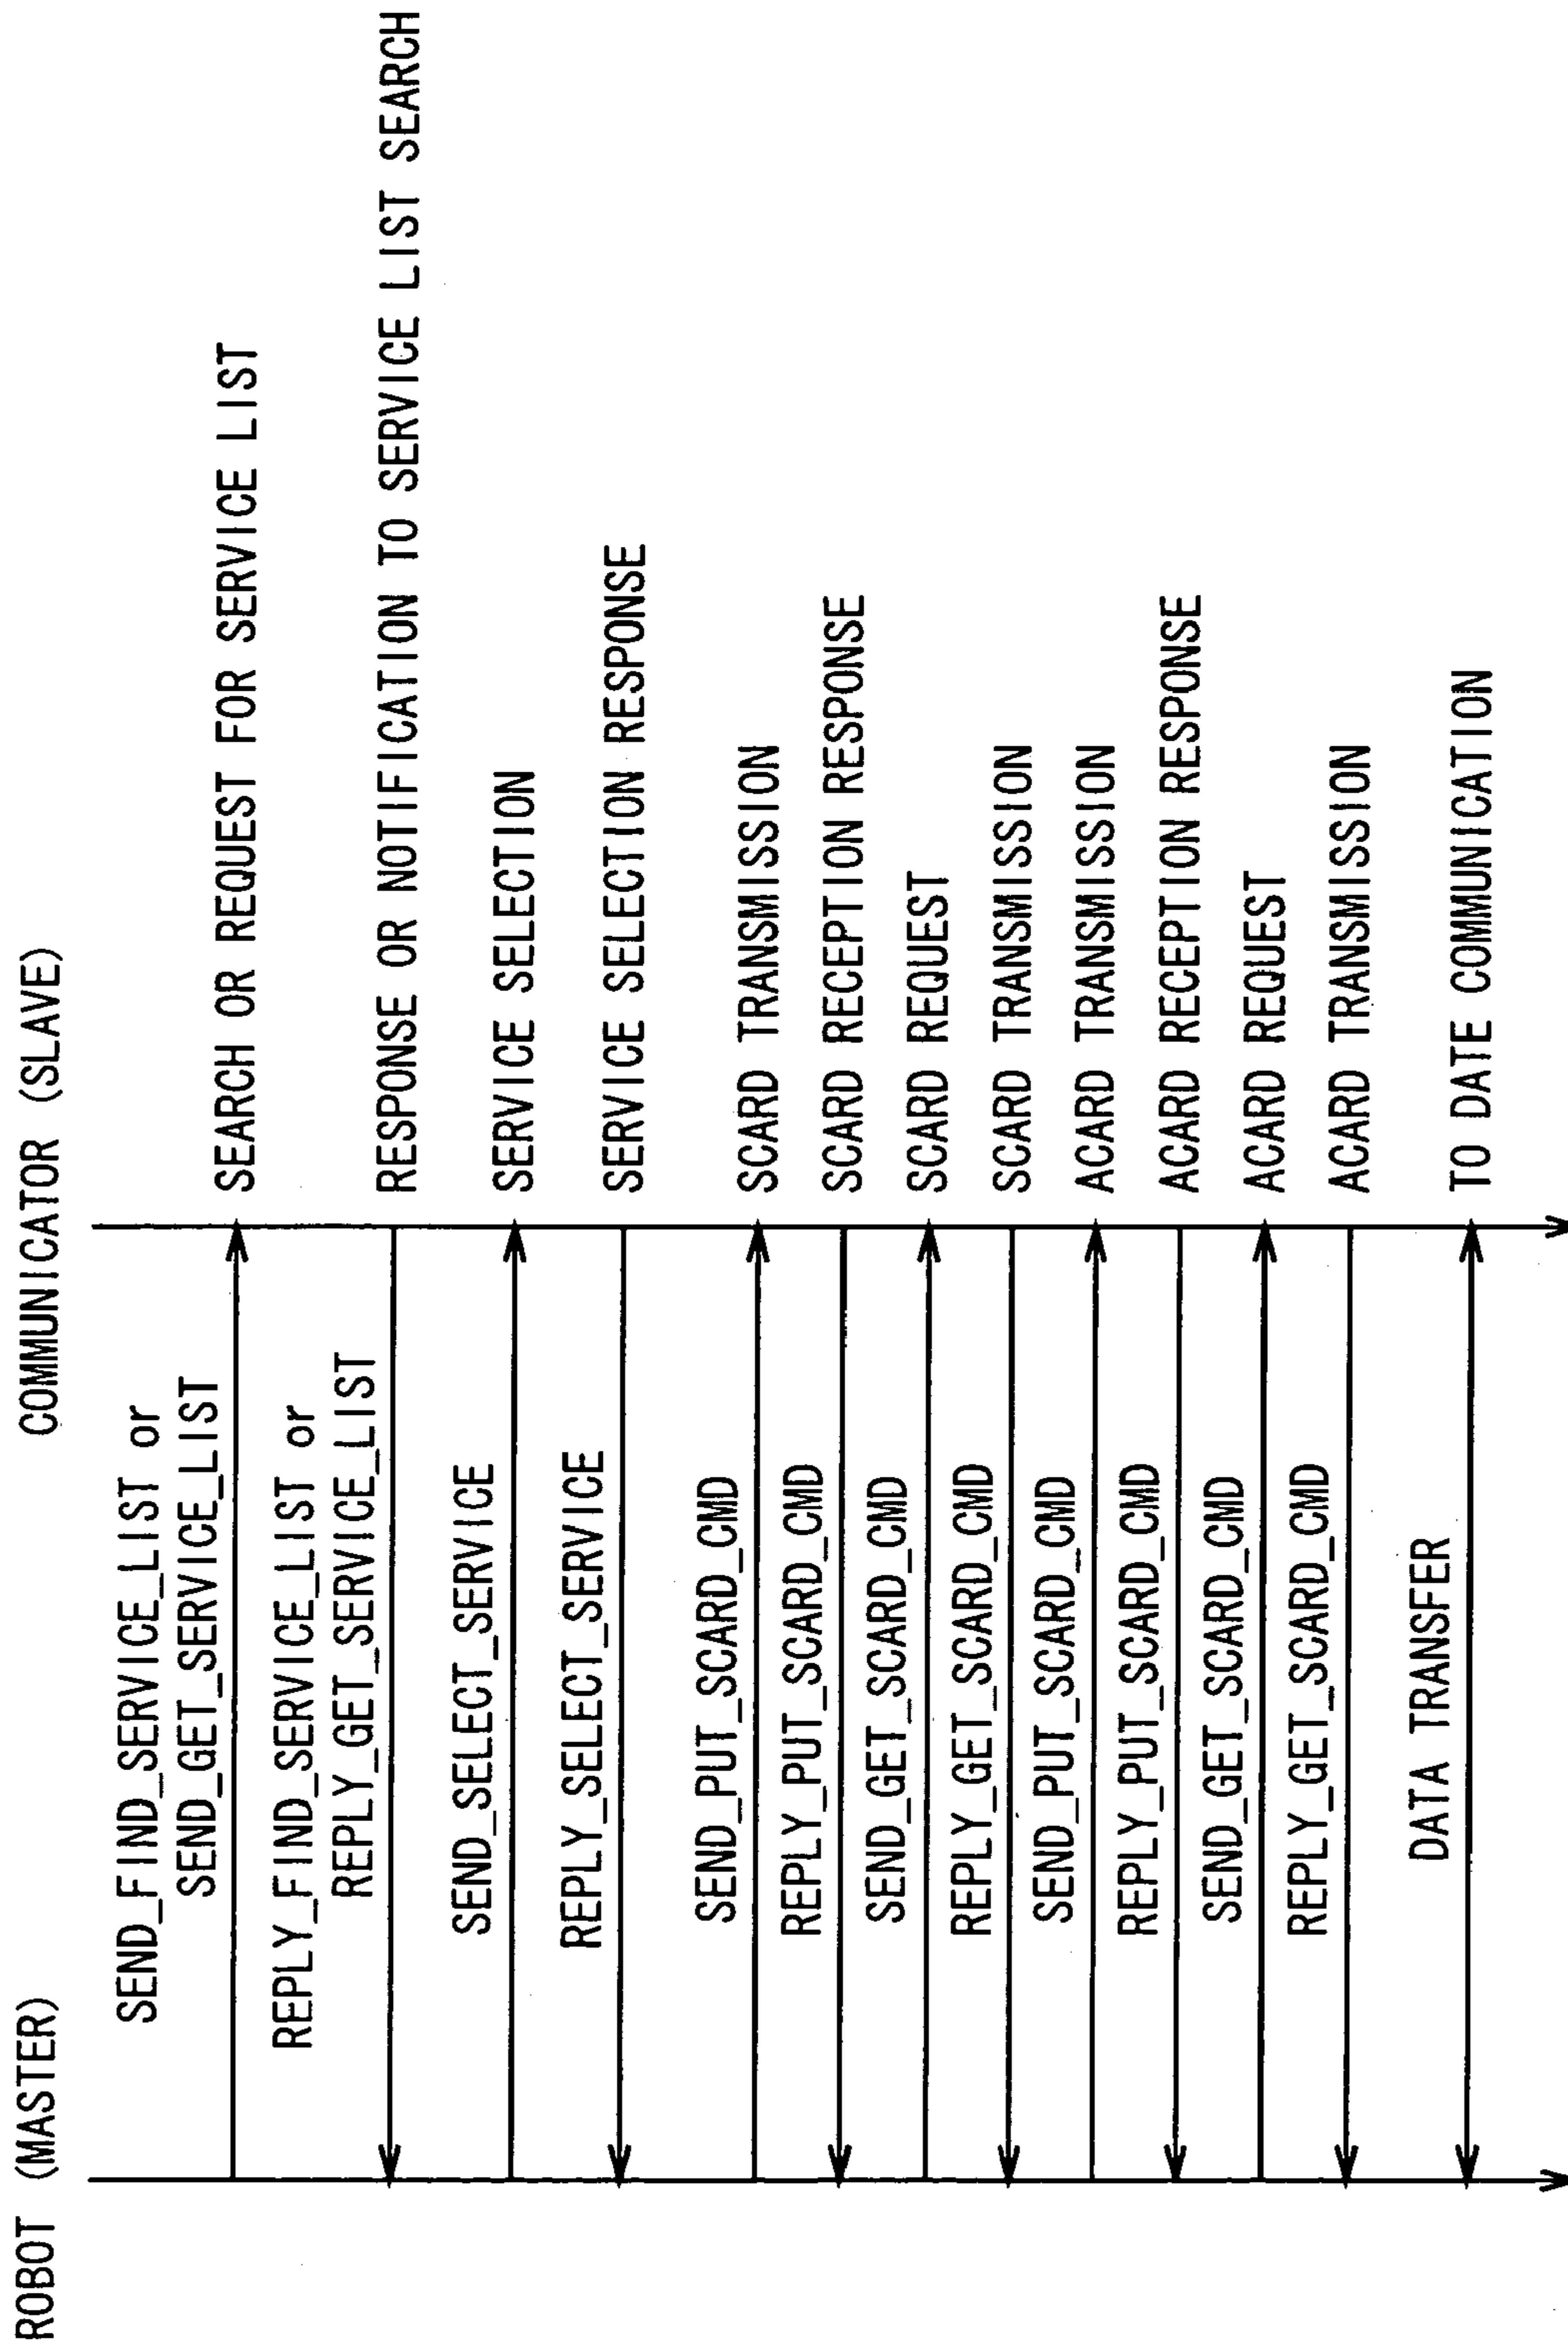 ROBOT (MASTER)
COMMUNICATOR (SLAVE)
SEND_FIND_SERVICE_LIST or
SEND_GET_SERVICE_LIST
SEARCH OR REQUEST FOR SERVICE LIST
REPLY_FIND_SERVICE_LIST or
REPLY_GET_SERVICE_LIST
RESPONSE OR NOTIFICATION TO SERVICE LIST SEARCH
SEND_SELECT_SERVICE
SERVICE SELECTION
REPLY_SELECT_SERVICE
SERVICE SELECTION RESPONSE
SEND_PUT_SCARD_CMD
SCARD TRANSMISSION
REPLY_PUT_SCARD_CMD
SCARD RECEPTION RESPONSE
SEND_GET_SCARD_CMD
SCARD REQUEST
REPLY_GET_SCARD_CMD
SCARD TRANSMISSION
SEND_PUT_SCARD_CMD
ACARD TRANSMISSION
REPLY_PUT_SCARD_CMD
ACARD RECEPTION RESPONSE
SEND_GET_SCARD_CMD
ACARD REQUEST
REPLY_GET_SCARD_CMD
ACARD TRANSMISSION
DATA TRANSFER
TO DATE COMMUNICATION